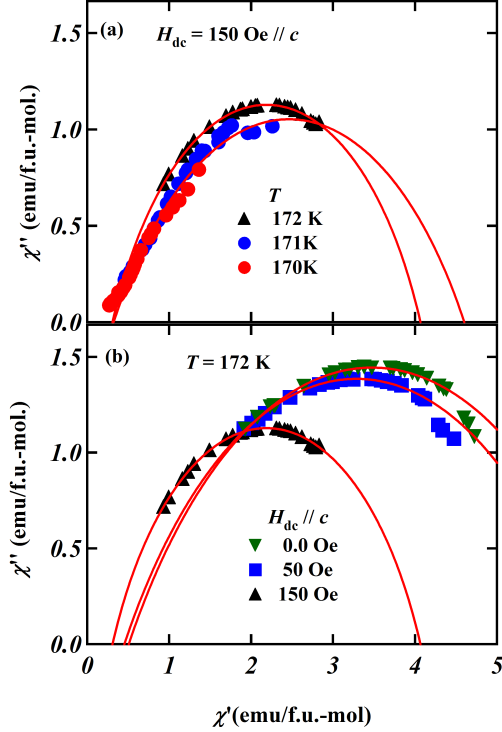 (a) H_dc = 150 Oe // c
1.5
1.0
0.5
0.0
χ'' (emu/f.u.-mol.)
T
172 K
171K
170K
(b) T = 172 K
1.5
1.0
0.5
0.0
χ'' (emu/f.u.-mol.)
H_dc // c
0.0 Oe
50 Oe
150 Oe
0 1 2 3 4 5
χ'(emu/f.u.-mol)